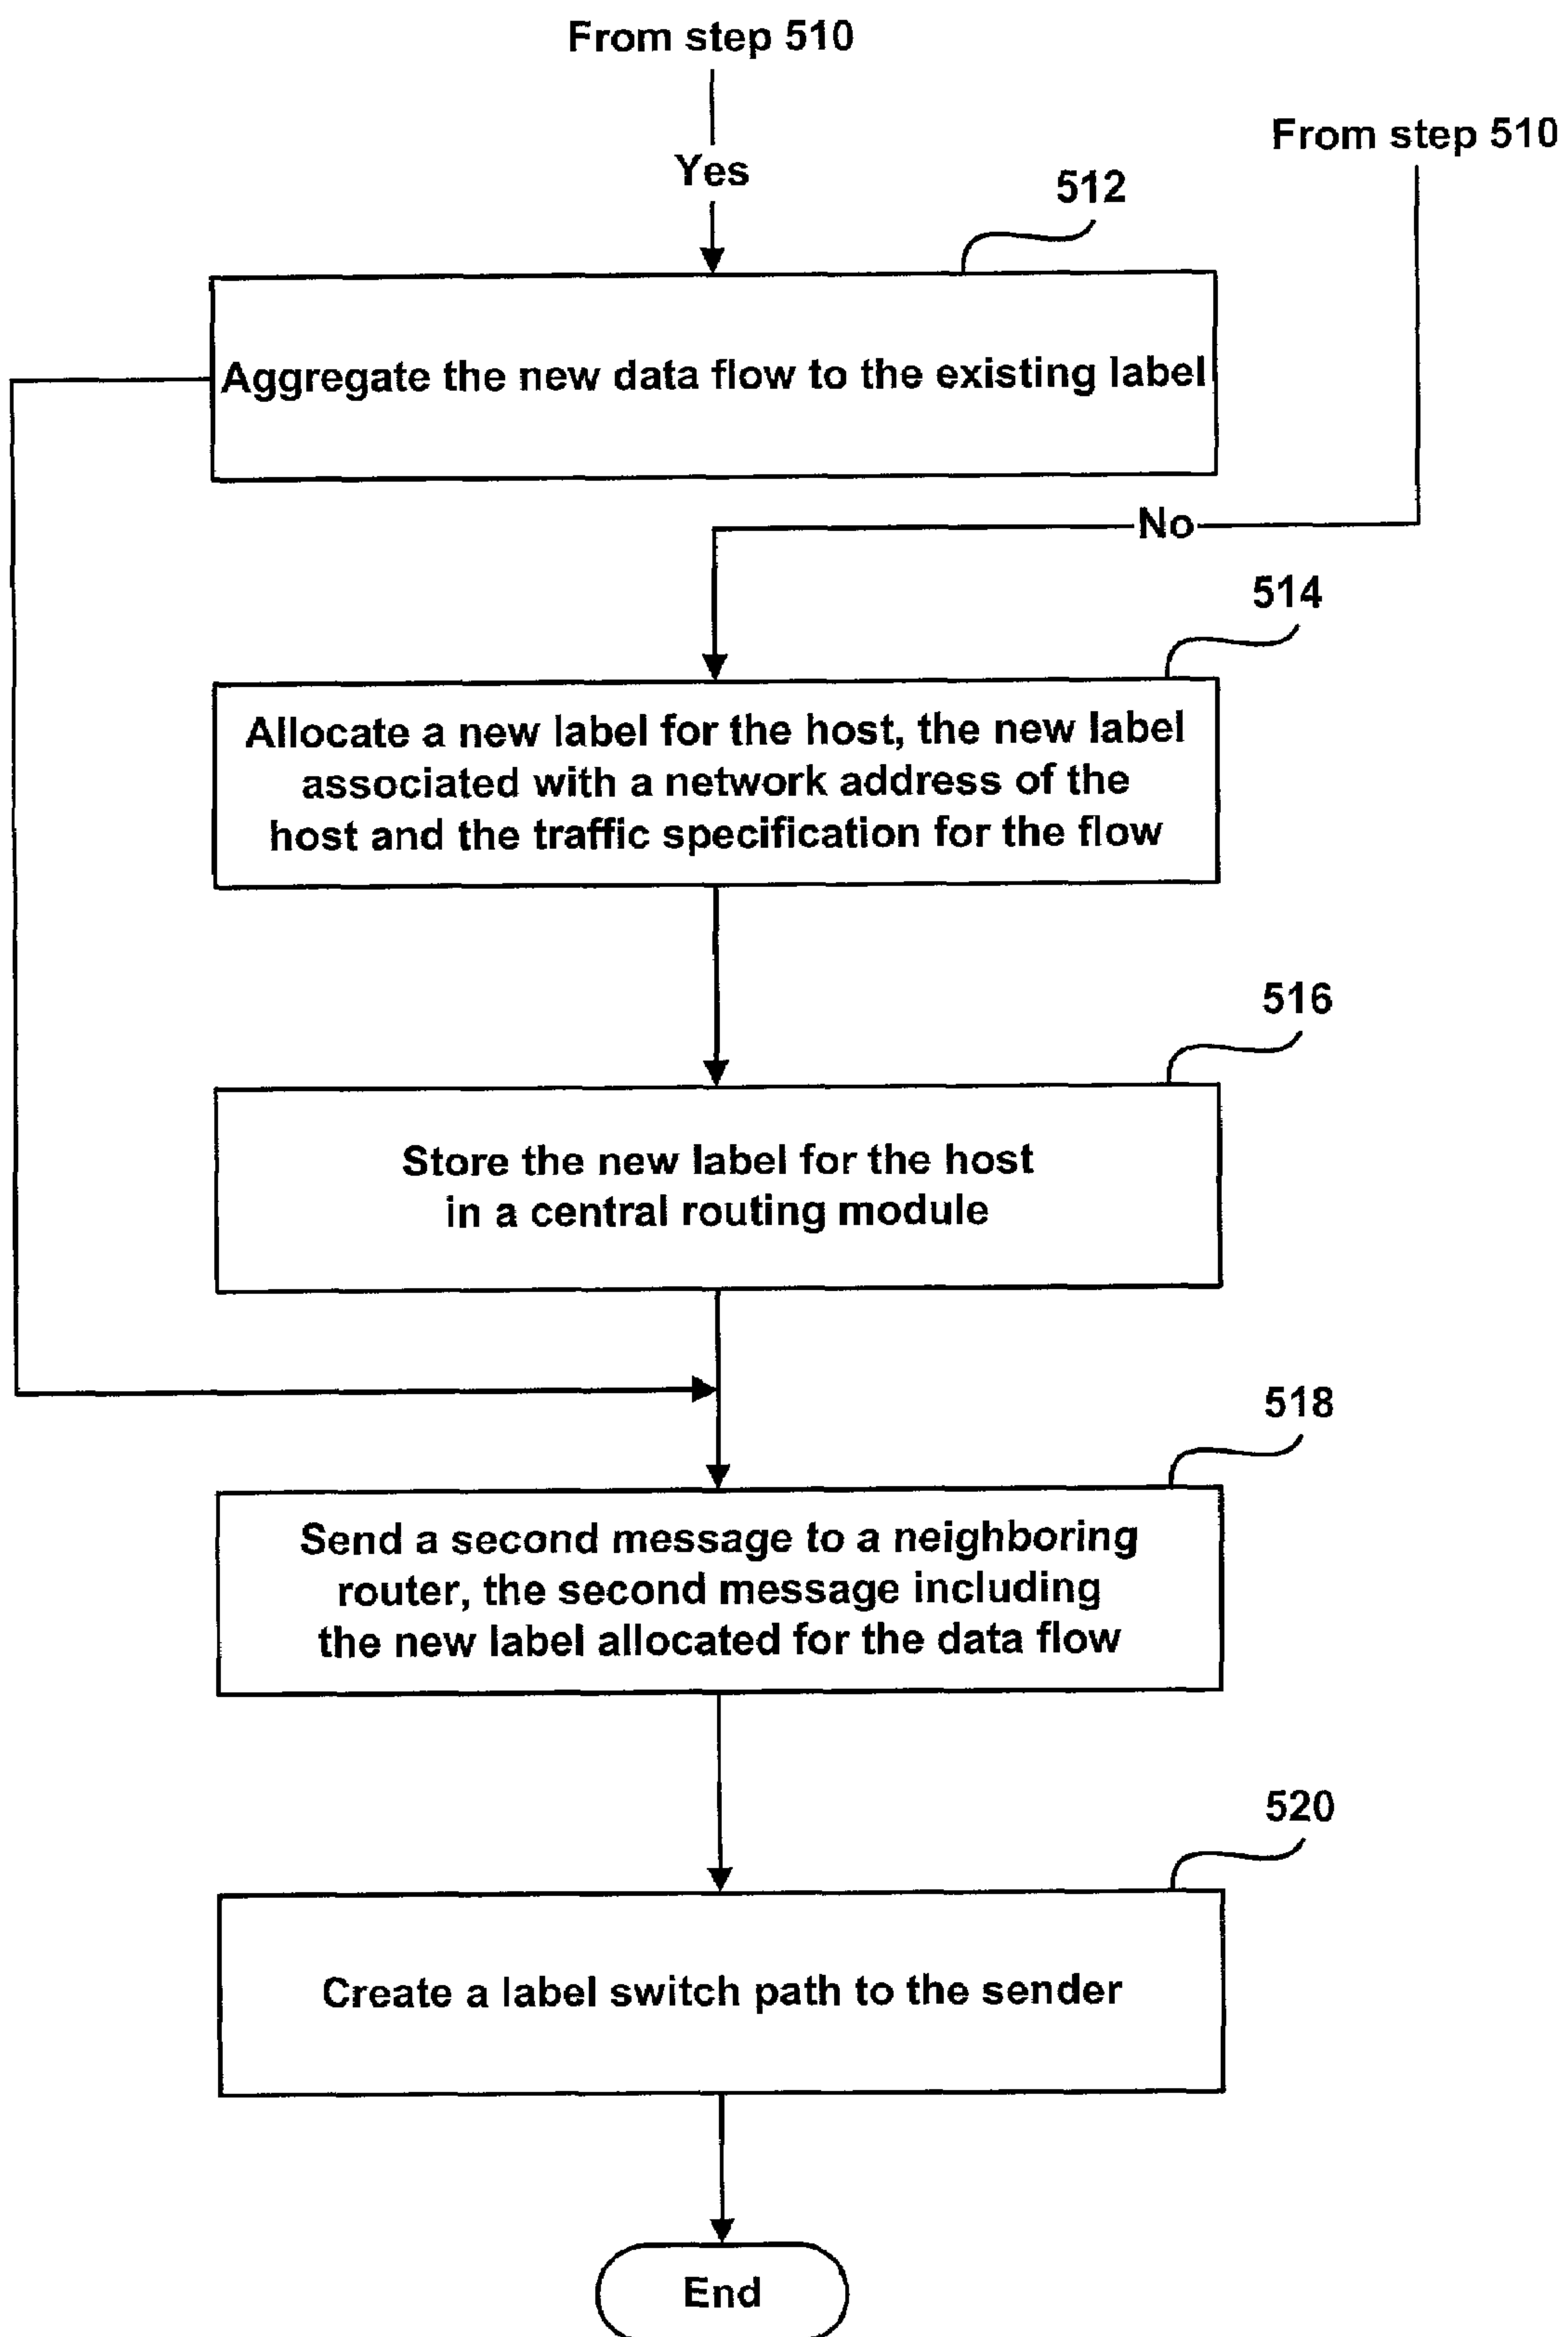 From step 510
From step 510
Yes
512
Aggregate the new data flow to the existing label
No
514
Allocate a new label for the host, the new label
associated with a network address of the
host and the traffic specification for the flow
516
Store the new label for the host
in a central routing module
518
Send a second message to a neighboring
router, the second message including
the new label allocated for the data flow
520
Create a label switch path to the sender
End